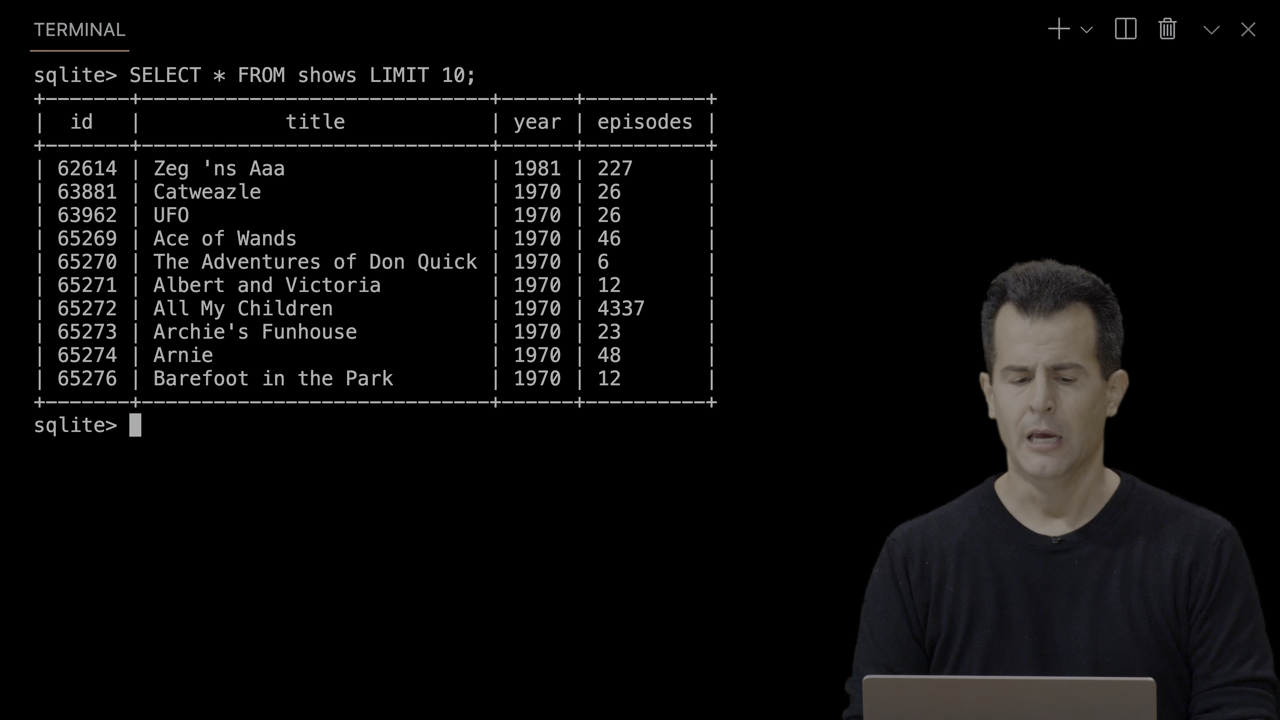 TERMINAL
sqlite> SELECT * FROM shows LIMIT 10;
+-------+-----------------------------+------+----------+
|  id   |            title            | year | episodes |
+-------+-----------------------------+------+----------+
| 62614 | Zeg 'ns Aaa                 | 1981 | 227      |
| 63881 | Catweazle                   | 1970 | 26       |
| 63962 | UFO                         | 1970 | 26       |
| 65269 | Ace of Wands                | 1970 | 46       |
| 65270 | The Adventures of Don Quick | 1970 | 6        |
| 65271 | Albert and Victoria         | 1970 | 12       |
| 65272 | All My Children             | 1970 | 4337     |
| 65273 | Archie's Funhouse           | 1970 | 23       |
| 65274 | Arnie                       | 1970 | 48       |
| 65276 | Barefoot in the Park        | 1970 | 12       |
+-------+-----------------------------+------+----------+
sqlite>